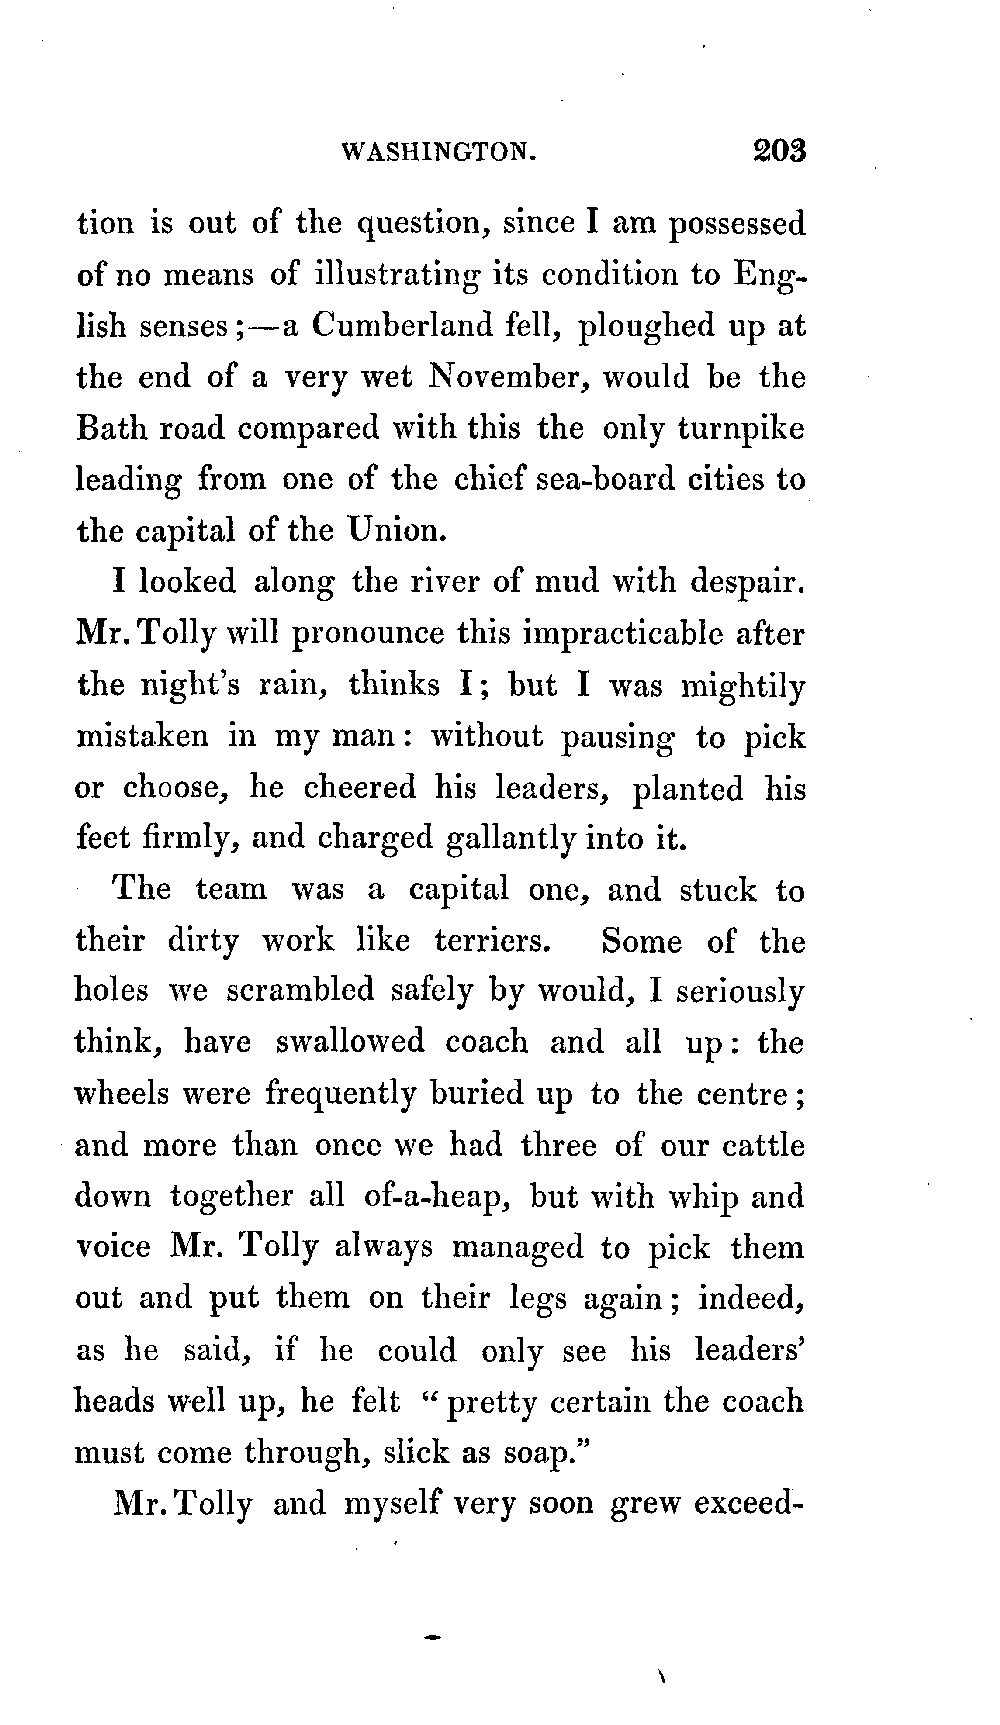 WASHINGTON. 203
tion is out of the question, since I am possessed
of no means of illustrating its condition to Eng-
lish senses ;—a Cumberland fell, ploughed up at
the end of a very wet November, would be the
Bath road compared with this the only turnpike
leading from one of the chief sea-board cities to
the capital of the Union.
I looked along the river of mud with despair.
Mr. Tolly will pronounce this impracticable after
the night's rain, thinks I; but I was mightily
mistaken in my man : without pausing to pick
or choose, he cheered his leaders, planted his
feet firmly, and charged gallantly into it.
The team was a capital one, and stuck to
their dirty work like terriers. Some of the
holes we scrambled safely by would, I seriously
think, have swallowed coach and all up : the
wheels were frequently buried up to the centre ;
and more than once we had three of our cattle
down together all of-a-heap, but with whip and
voice Mr. Tolly always managed to pick them
out and put them on their legs again ; indeed,
as he said, if he could only see his leaders'
heads well up, he felt “ pretty certain the coach
must come through, slick as soap.”
Mr. Tolly and myself very soon grew exceed-